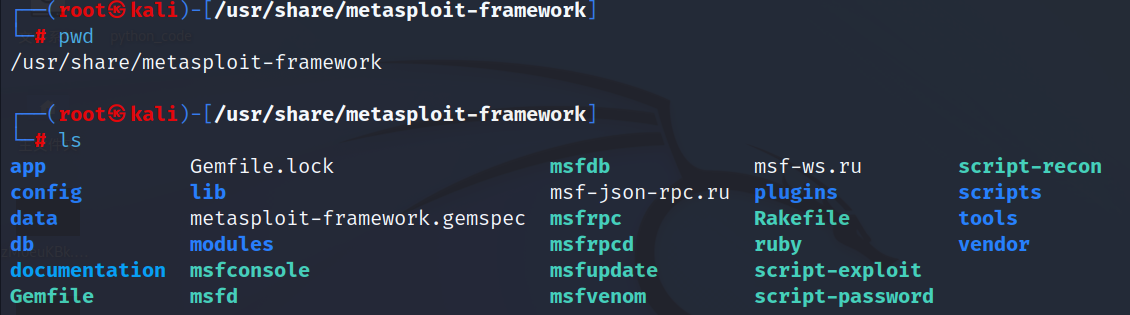 ┌──(root㉿kali)-[/usr/share/metasploit-framework]
└─# pwd
/usr/share/metasploit-framework
┌──(root㉿kali)-[/usr/share/metasploit-framework]
└─# ls
app Gemfile.lock msfdb msf-ws.ru script-recon
config lib msf-json-rpc.ru plugins scripts
data metasploit-framework.gemspec msfrpc Rakefile tools
db modules msfrpcd ruby vendor
documentation msfconsole msfupdate script-exploit
Gemfile msfd msfvenom script-password